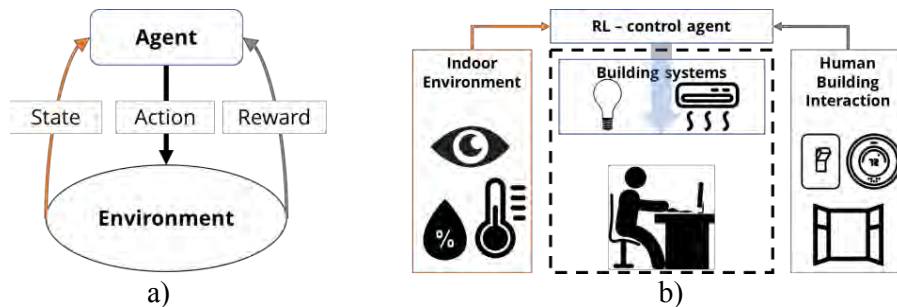 Agent
State
Action
Reward
Environment
a)
RL – control agent
Indoor
Environment
%
Building systems
Human
Building
Interaction
b)